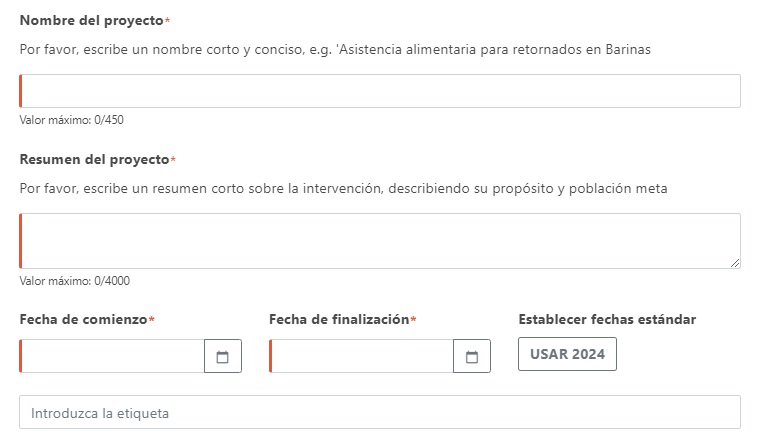 Nombre del proyecto*
Por favor, escribe un nombre corto y conciso, e.g. 'Asistencia alimentaria para retornados en Barinas
Valor máximo: 0/450
Resumen del proyecto*
Por favor, escribe un resumen corto sobre la intervención, describiendo su propósito y población meta
Valor máximo: 0/4000
Fecha de comienzo* Fecha de finalización* Establecer fechas estándar
USAR 2024
Introduzca la etiqueta